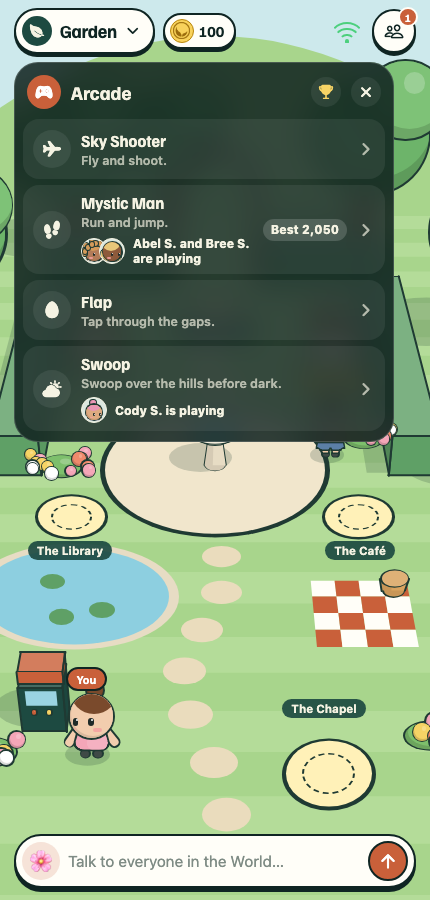 Garden
100
1
Arcade
Sky Shooter
Fly and shoot.
Mystic Man
Run and jump.
Abel S. and Bree S.
are playing
Best 2,050
Flap
Tap through the gaps.
Swoop
Swoop over the hills before dark.
Cody S. is playing
The Library
The Café
You
The Chapel
Talk to everyone in the World...